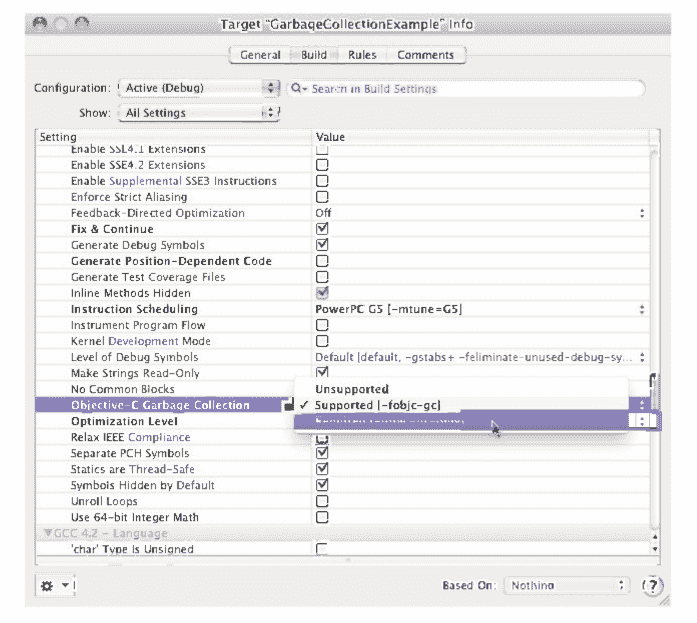 Target “GarbageCollectionExample” Info
General Build Rules Comments
Configuration: Active (Debug) Search in Build Settings
Show: All Settings
Setting Value
Enable SSL4.1 Extensions
Enable SSE4.2 Extensions
Enable Supplemental SSE3 Instructions
Enforce Strict Aliasing
Feedback-Directed Optimization Off
Fix & Continue
Generate Debug Symbols
Generate Position-Dependent Code
Generate Test Coverage Files
Inline Methods Hidden
Instruction Scheduling PowerPC G5 [-mtune=G5]
Instrument Program Flow
Kernel Development Mode
Level of Debug Symbols Default [default, -gstabs+ -feliminate-unused-debug-sy...
Make Strings Read-Only
No Common Blocks Unsupported
Objective-C Garbage Collection ✓ Supported [-fobjc-gc]
Optimization Level
Relax IEEE Compliance
Separate PCH Symbols
Statics are Thread-Safe
Symbols Hidden by Default
Unroll Loops
Use 64-bit Integer Math
GCC 4.2 – Language
'char' Type Is Unsigned
Based On: Nothing ?